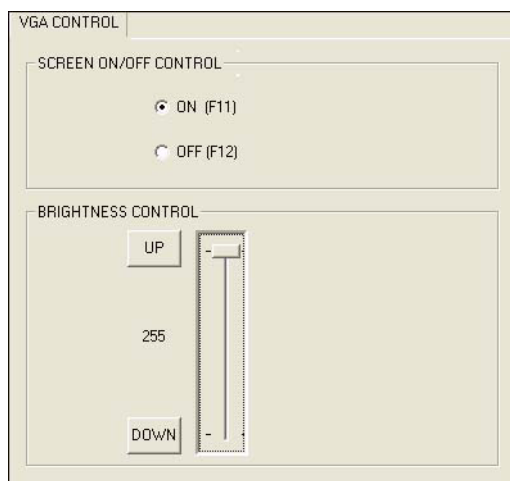 VGA CONTROL
SCREEN ON/OFF CONTROL
ON (F11)
OFF (F12)
BRIGHTNESS CONTROL
UP
255
DOWN